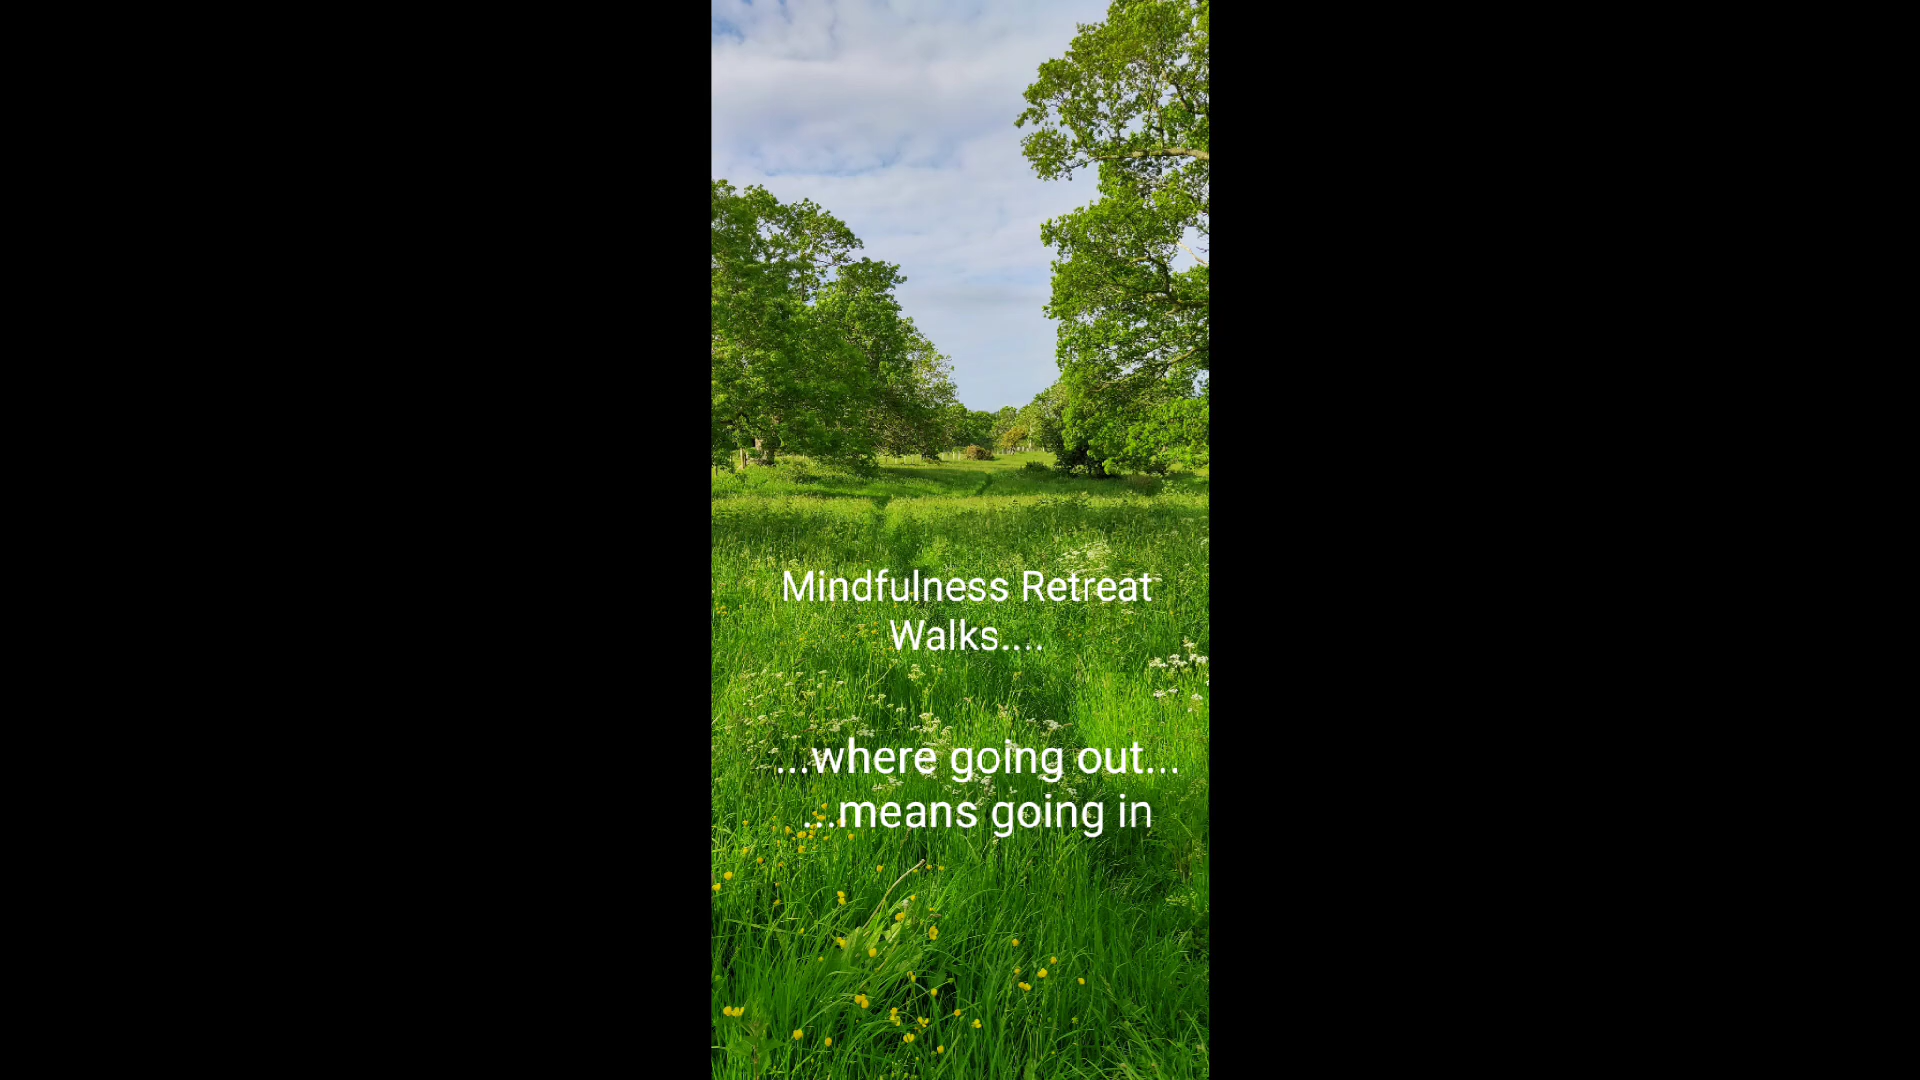 Mindfulness Retreat
Walks....
...where going out...
...means going in